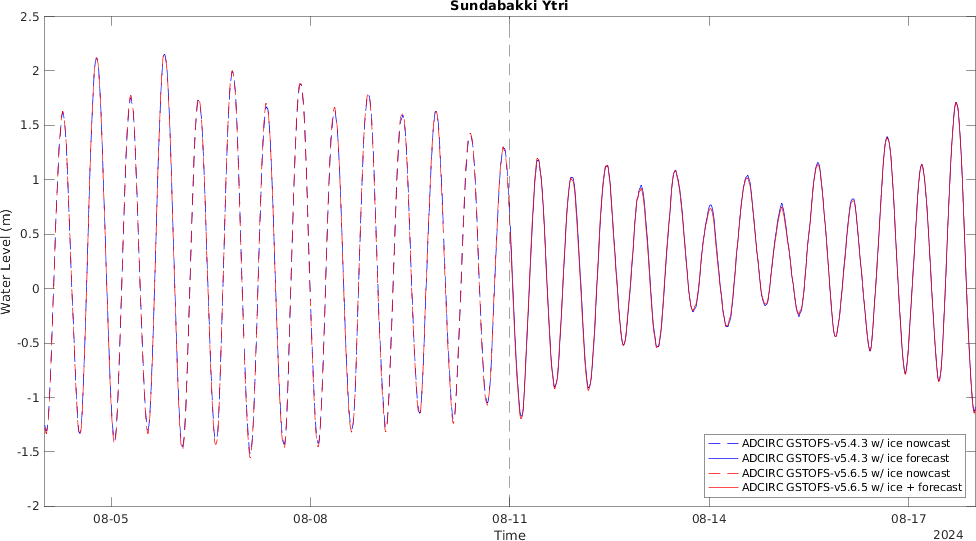 Sundabakki Ytri
2.5
2
1.5
1
0.5
0
-0.5
-1
-1.5
-2
Water Level (m)
08-05
08-08
08-11
08-14
08-17
Time
2024
ADCIRC GSTOFS-v5.4.3 w/ ice nowcast
ADCIRC GSTOFS-v5.4.3 w/ ice forecast
ADCIRC GSTOFS-v5.6.5 w/ ice nowcast
ADCIRC GSTOFS-v5.6.5 w/ ice + forecast